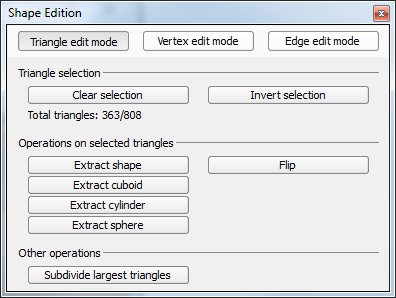 Shape Edition
Triangle edit mode Vertex edit mode Edge edit mode
Triangle selection
Clear selection Invert selection
Total triangles: 363/808
Operations on selected triangles
Extract shape Flip
Extract cuboid
Extract cylinder
Extract sphere
Other operations
Subdivide largest triangles